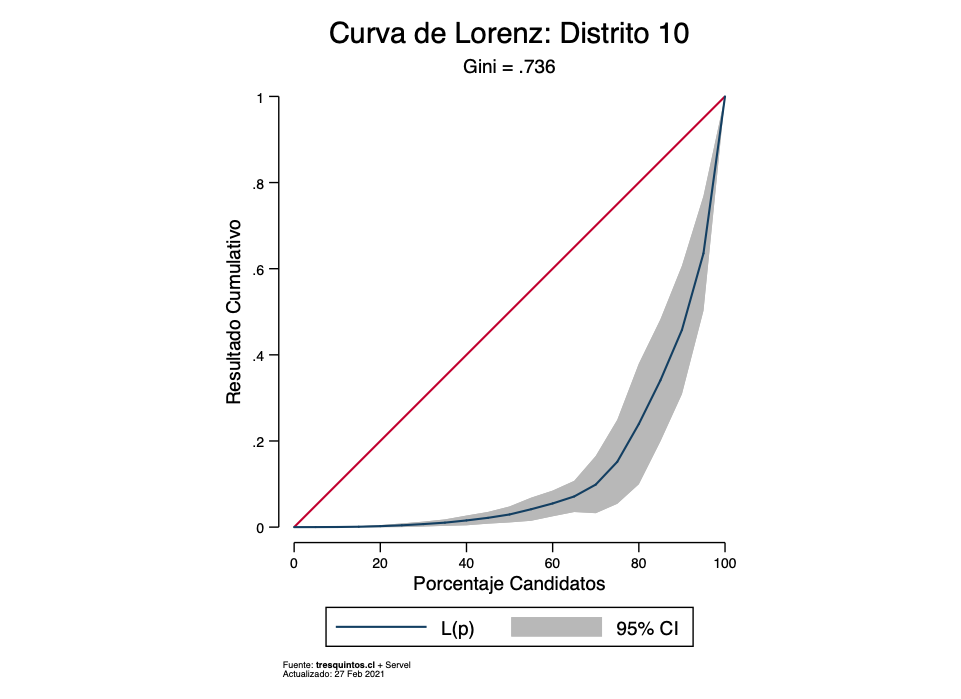 Curva de Lorenz: Distrito 10
Gini = .736
1
.8
.6
.4
.2
0
Resultado Cumulativo
0 20 40 60 80 100
Porcentaje Candidatos
L(p) 95% CI
Fuente: tresquintos.cl + Servel
Actualizado: 27 Feb 2021